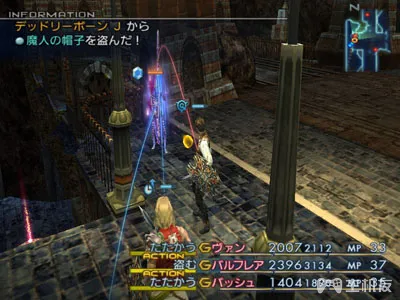 INFORMATION
デッドリーボーン J から
魔人の帽子を盗んだ！
N
たたかう G ヴァン 2007 2112 MP 33
ACTION
盗む G バルフレア 2396 3134 MP 37
ACTION
たたかう G バッシュ 1404 MP